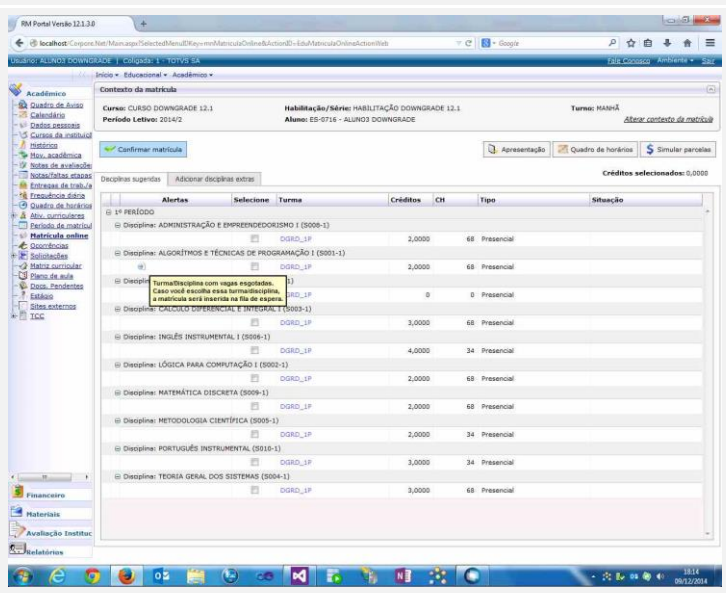 RM Portal Versão 12.1.3.0
Google
Usuário: ALUNO3 DOWNGRADE | Coligada: 1 - TOTVS SA
Fale Conosco Ambiente Sair
Início Educacional Acadêmico
Acadêmico
Quadro de Aviso
Calendário
Dados pessoais
Cursos da instituiçã
Histórico
Mov. acadêmica
Notas de avaliações
Notas/faltas etapas
Entregas de trab./a
Frequência diária
Quadro de horários
Ativ. curriculares
Período de matrícul
Matrícula online
Ocorrências
Solicitações
Matriz curricular
Plano de aula
Docs. Pendentes
Estágio
Sites externos
TCC
Financeiro
Materiais
Avaliação Instituc
Relatórios
Contexto da matrícula
Curso: CURSO DOWNGRADE 12.1 Habilitação/Série: HABILITAÇÃO DOWNGRADE 12.1 Turno: MANHÃ
Período Letivo: 2014/2 Aluno: ES-0716 - ALUNO3 DOWNGRADE Alterar contexto da matrícula
Confirmar matrícula Apresentação Quadro de horários Simular parcelas
Créditos selecionados: 0,0000
Disciplinas sugeridas Adicionar disciplinas extras
Alertas Selecione Turma Créditos CH Tipo Situação
1º PERÍODO
Disciplina: ADMINISTRAÇÃO E EMPREENDEDORISMO I (S008-1)
DGRD_1P 2,0000 68 Presencial
Disciplina: ALGORÍTMOS E TÉCNICAS DE PROGRAMAÇÃO I (S001-1)
DGRD_1P 2,0000 68 Presencial
Turma/Disciplina com vagas esgotadas.
Caso você escolha essa turma/disciplina,
a matrícula será inserida na fila de espera.
DGRD_1P 0 0 Presencial
Disciplina: CÁLCULO DIFERENCIAL E INTEGRAL I (S003-1)
DGRD_1P 3,0000 68 Presencial
Disciplina: INGLÊS INSTRUMENTAL I (S006-1)
DGRD_1P 4,0000 34 Presencial
Disciplina: LÓGICA PARA COMPUTAÇÃO I (S002-1)
DGRD_1P 2,0000 68 Presencial
Disciplina: MATEMÁTICA DISCRETA (S009-1)
DGRD_1P 2,0000 68 Presencial
Disciplina: METODOLOGIA CIENTÍFICA (S005-1)
DGRD_1P 2,0000 34 Presencial
Disciplina: PORTUGUÊS INSTRUMENTAL (S010-1)
DGRD_1P 3,0000 34 Presencial
Disciplina: TEORIA GERAL DOS SISTEMAS (S004-1)
DGRD_1P 3,0000 68 Presencial
18:14
09/12/2014